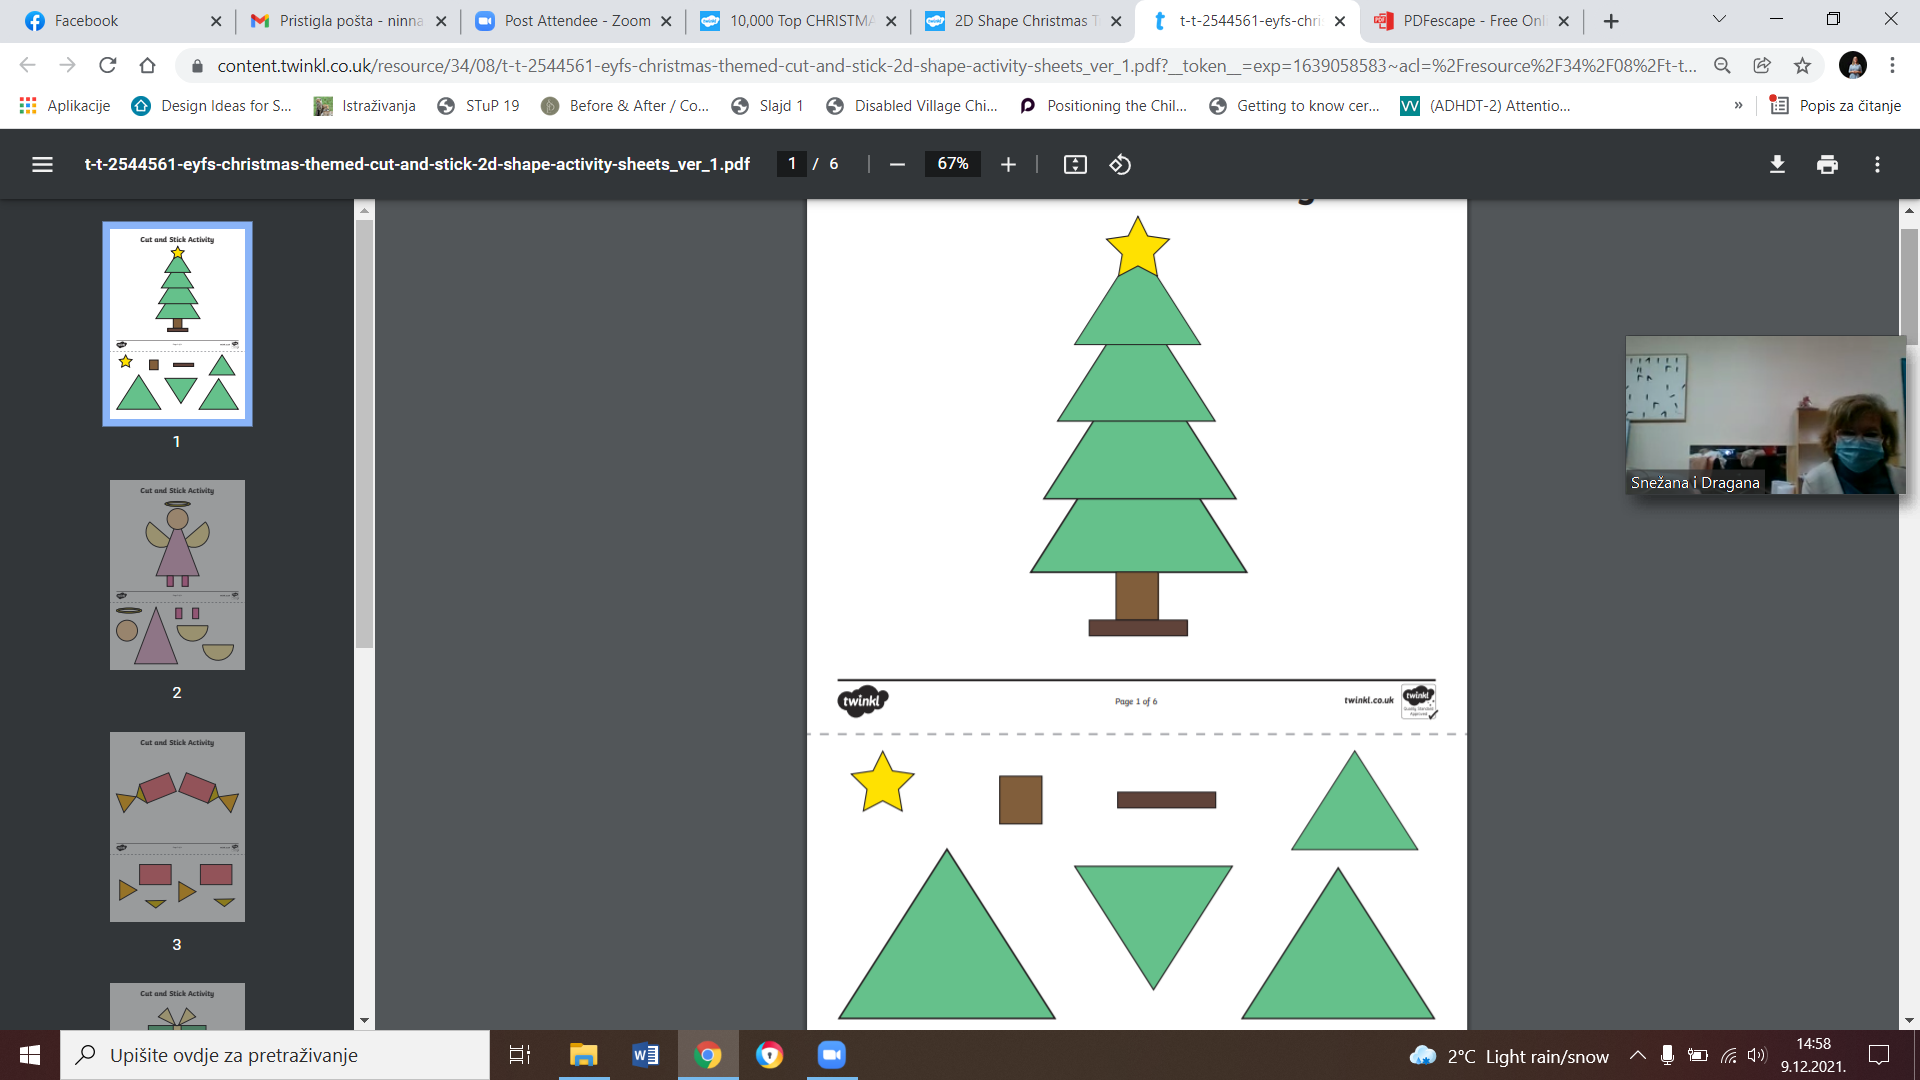 Facebook
Pristigla pošta - ninna
Post Attendee - Zoom
10,000 Top CHRISTMA
2D Shape Christmas T
t-t-2544561-eyfs-chri
PDFescape - Free Onl
content.twinkl.co.uk/resource/34/08/t-t-2544561-eyfs-christmas-themed-cut-and-stick-2d-shape-activity-sheets_ver_1.pdf?__token__=exp=1639058583~acl=%2Fresource%2F34%2F08%2Ft-t...
Aplikacije
Design Ideas for S...
Istraživanja
STuP 19
Before & After / Co...
Slajd 1
Disabled Village Chi...
Positioning the Chil...
Getting to know cer...
(ADHDT-2) Attentio...
»
Popis za čitanje
t-t-2544561-eyfs-christmas-themed-cut-and-stick-2d-shape-activity-sheets_ver_1.pdf
1 / 6
67%
Cut and Stick Activity
1
Cut and Stick Activity
2
Cut and Stick Activity
3
Cut and Stick Activity
twinkl
Page 1 of 6
twinkl.co.uk
twinkl
Snežana i Dragana
Upišite ovdje za pretraživanje
2°C Light rain/snow
14:58
9.12.2021.